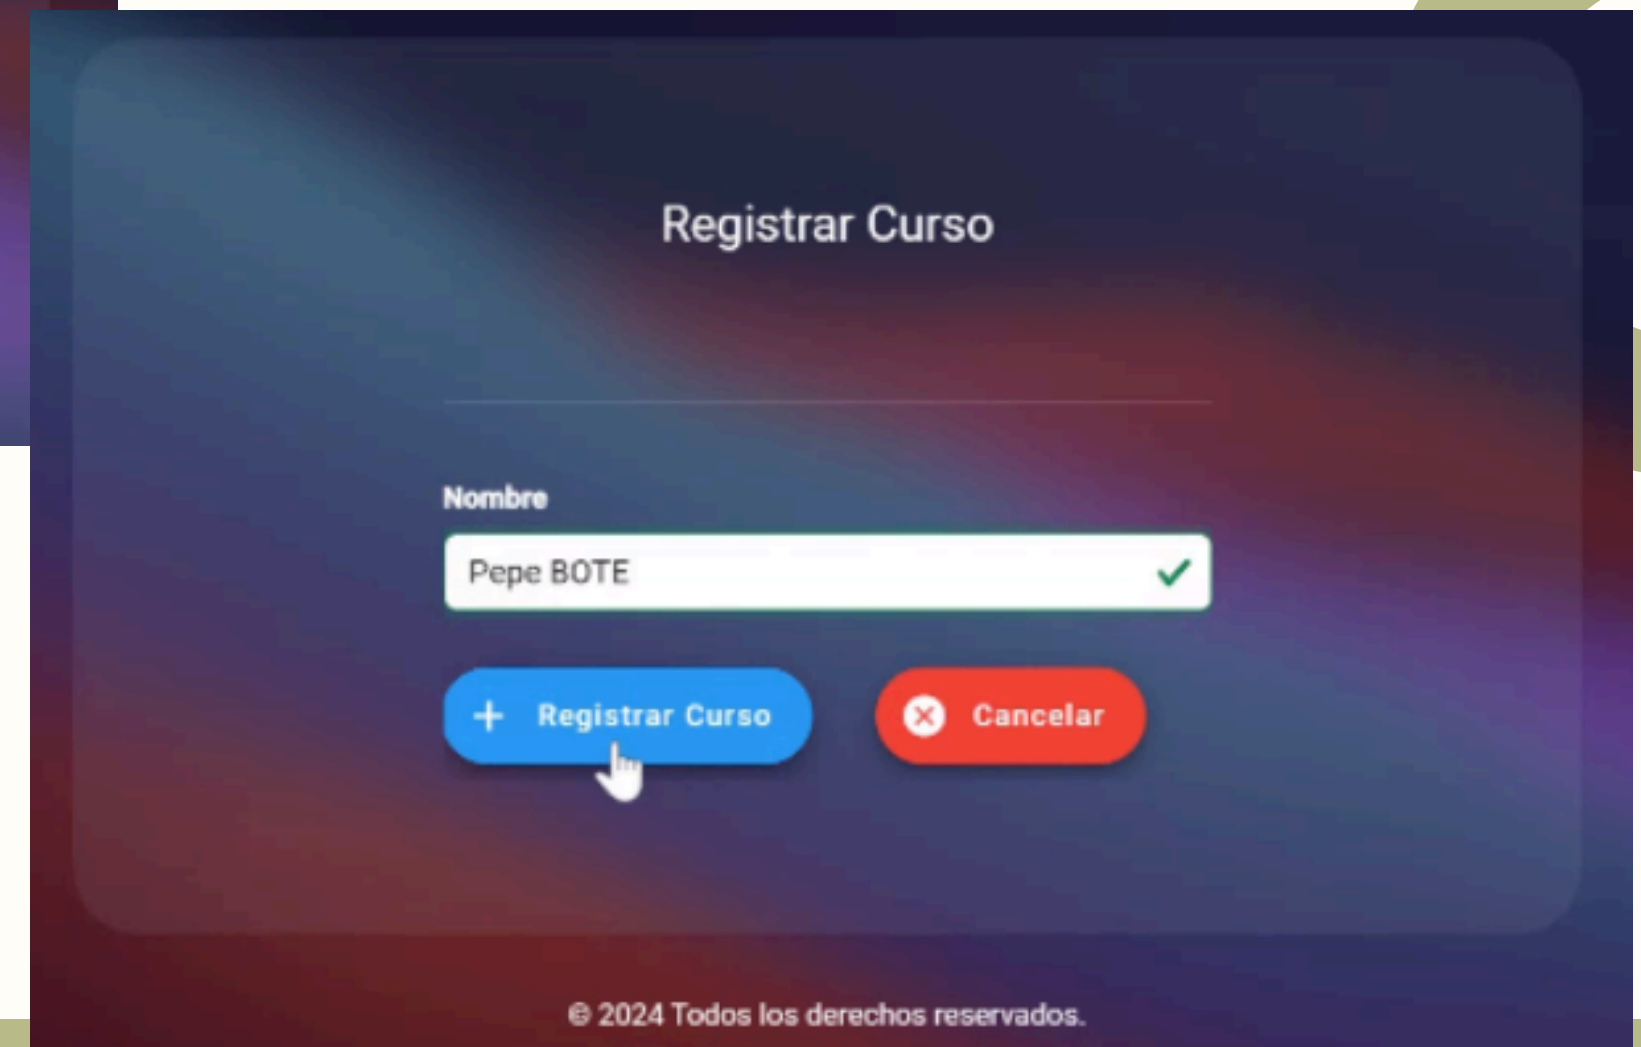 Registrar Curso
Nombre
Pepe BOTE
Registrar Curso
Cancelar
© 2024 Todos los derechos reservados.